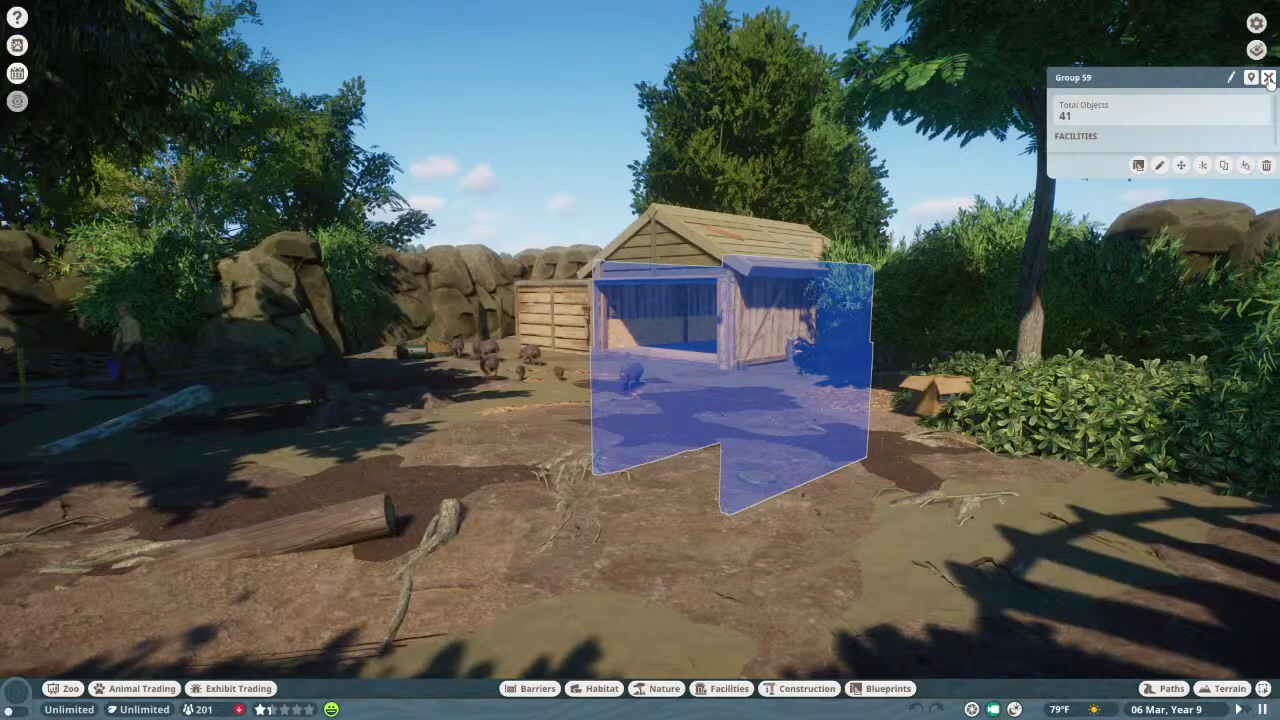 ?
Group 59
Total Objects
41
FACILITIES
Zoo
Animal Trading
Exhibit Trading
Barriers
Habitat
Nature
Facilities
Construction
Blueprints
Paths
Terrain
Unlimited
Unlimited
201
79°F
06 Mar, Year 9